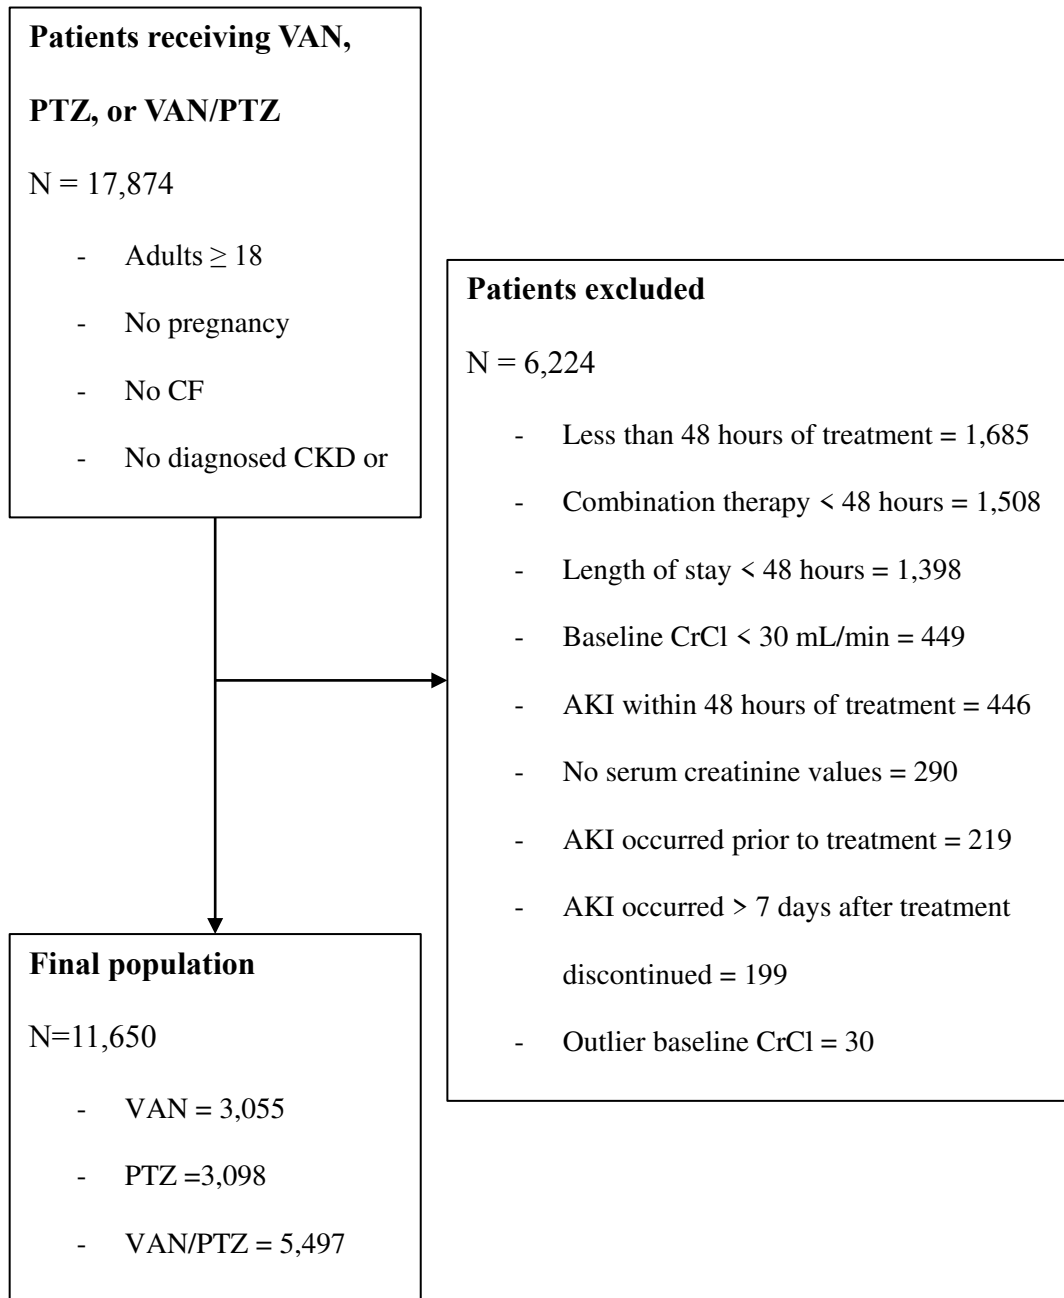 Patients receiving VAN,
PTZ, or VAN/PTZ
N = 17,874
- Adults ≥ 18
- No pregnancy
- No CF
- No diagnosed CKD or
Patients excluded
N = 6,224
- Less than 48 hours of treatment = 1,685
- Combination therapy < 48 hours = 1,508
- Length of stay < 48 hours = 1,398
- Baseline CrCl < 30 mL/min = 449
- AKI within 48 hours of treatment = 446
- No serum creatinine values = 290
- AKI occurred prior to treatment = 219
- AKI occurred > 7 days after treatment
discontinued = 199
- Outlier baseline CrCl = 30
Final population
N=11,650
- VAN = 3,055
- PTZ =3,098
- VAN/PTZ = 5,497